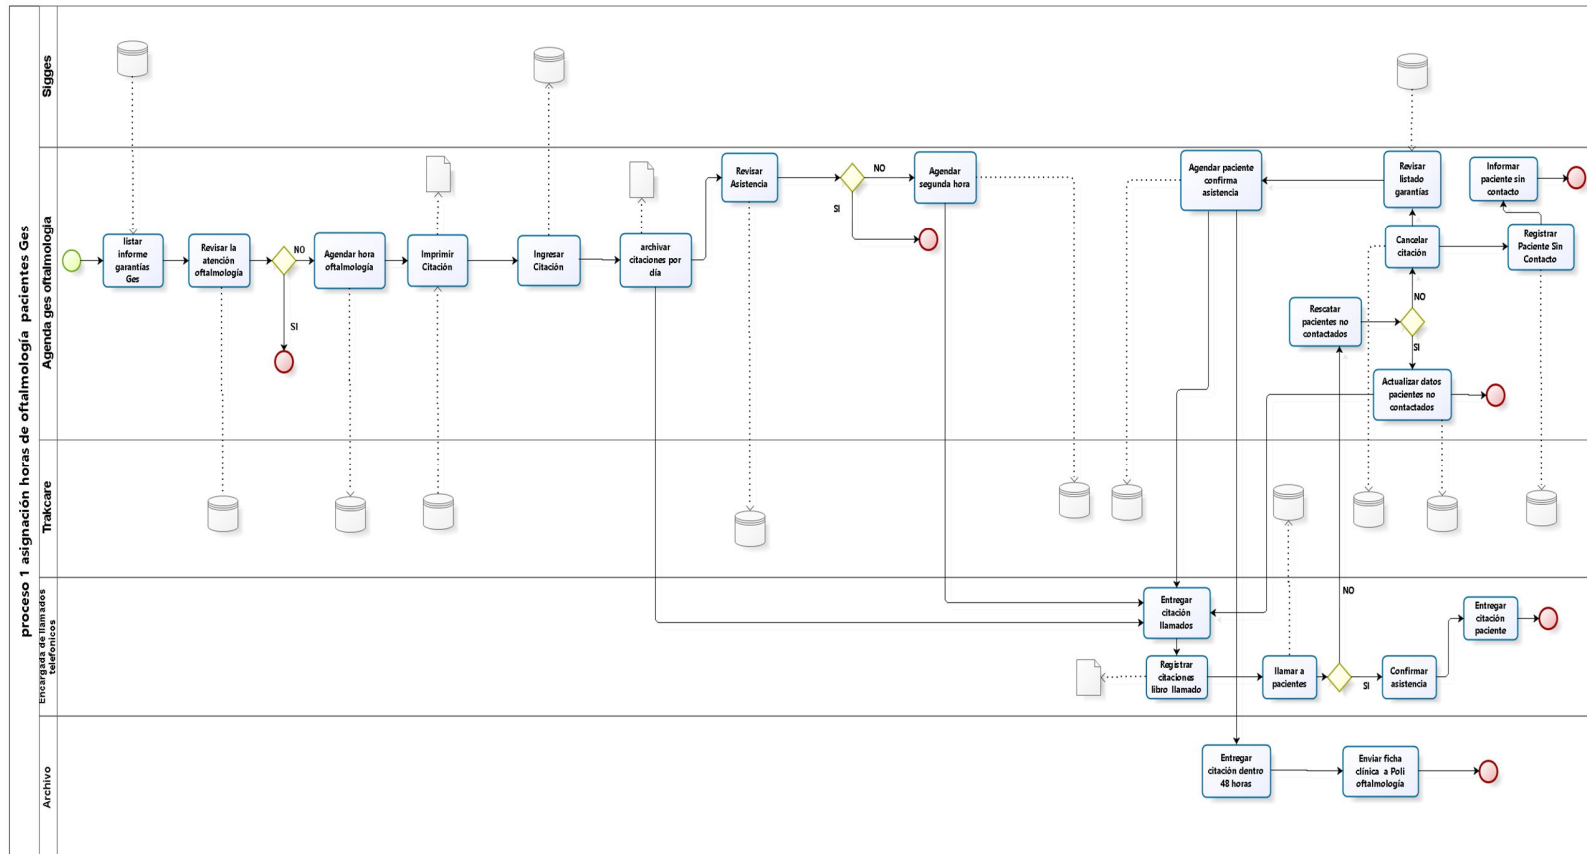 proceso 1 asignación horas de oftalmología pacientes Ges
Sigges
Agenda ges oftalmologia
Trakcare
Encargada de llamados
telefonicos
Archivo
listar
informe
garantías
Ges
Revisar la
atención
oftalmología
NO
SI
Agendar hora
oftalmología
Imprimir
Citación
Ingresar
Citación
archivar
citaciones por
día
Revisar
Asistencia
NO
SI
Agendar
segunda hora
Agendar paciente
confirma
asistencia
Revisar
listado
garantías
Informar
paciente sin
contacto
Cancelar
citación
Registrar
Paciente Sin
Contacto
Rescatar
pacientes no
contactados
NO
SI
Actualizar datos
pacientes no
contactados
Entregar
citación
llamados
Registrar
citaciones
libro llamado
llamar a
pacientes
NO
SI
Confirmar
asistencia
Entregar
citación
paciente
Entregar
citación dentro
48 horas
Enviar ficha
clínica a Poli
oftalmología